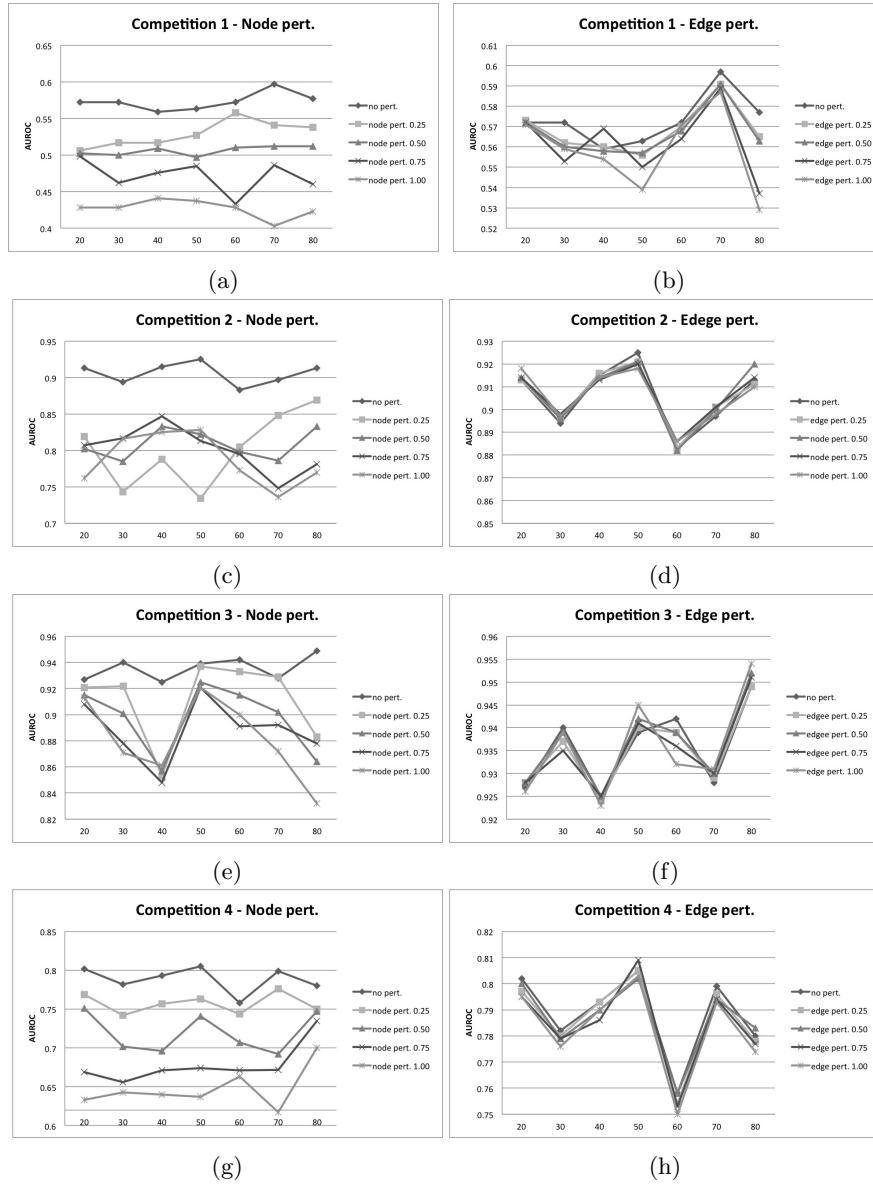 Competition 1 - Node pert.
0.65
0.6
0.55
0.5
0.45
0.4
AUROC
20 30 40 50 60 70 80
no pert.
node pert. 0.25
node pert. 0.50
node pert. 0.75
node pert. 1.00
(a)
Competition 1 - Edge pert.
0.61
0.6
0.59
0.58
0.57
0.56
0.55
0.54
0.53
0.52
AUROC
20 30 40 50 60 70 80
no pert.
edge pert. 0.25
edge pert. 0.50
edge pert. 0.75
edge pert. 1.00
(b)
Competition 2 - Node pert.
0.95
0.9
0.85
0.8
0.75
0.7
AUROC
20 30 40 50 60 70 80
no pert.
node pert. 0.25
node pert. 0.50
node pert. 0.75
node pert. 1.00
(c)
Competition 2 - Edege pert.
0.93
0.92
0.91
0.9
0.89
0.88
0.87
0.86
0.85
AUROC
20 30 40 50 60 70 80
no pert.
edge pert. 0.25
node pert. 0.50
node pert. 0.75
node pert. 1.00
(d)
Competition 3 - Node pert.
0.96
0.94
0.92
0.9
0.88
0.86
0.84
0.82
AUROC
20 30 40 50 60 70 80
no pert.
node pert. 0.25
node pert. 0.50
node pert. 0.75
node pert. 1.00
(e)
Competition 3 - Edge pert.
0.96
0.955
0.95
0.945
0.94
0.935
0.93
0.925
0.92
AUROC
20 30 40 50 60 70 80
no pert.
edgee pert. 0.25
edgee pert. 0.50
edgee pert. 0.75
edgee pert. 1.00
(f)
Competition 4 - Node pert.
0.85
0.8
0.75
0.7
0.65
0.6
AUROC
20 30 40 50 60 70 80
no pert.
node pert. 0.25
node pert. 0.50
node pert. 0.75
node pert. 1.00
(g)
Competition 4 - Edge pert.
0.82
0.81
0.8
0.79
0.78
0.77
0.76
0.75
AUROC
20 30 40 50 60 70 80
no pert.
edge pert. 0.25
edge pert. 0.50
edge pert. 0.75
edge pert. 1.00
(h)